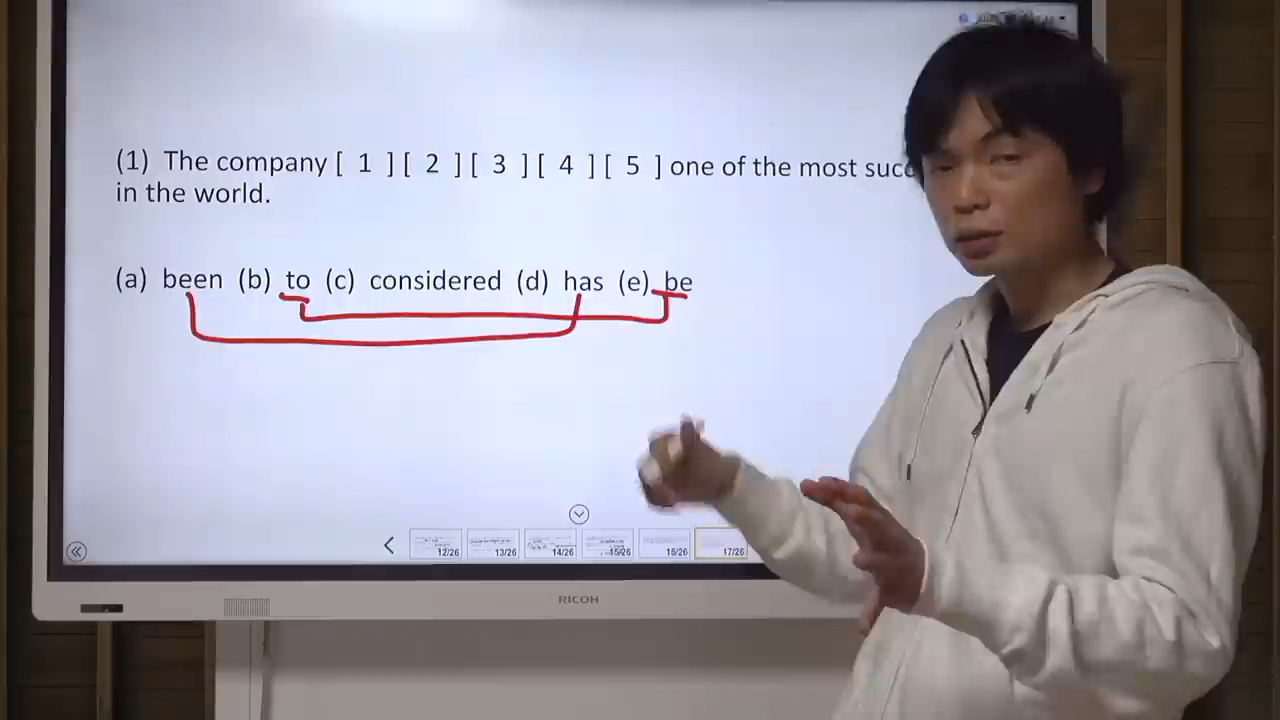 (1) The company [ 1 ] [ 2 ] [ 3 ] [ 4 ] [ 5 ] one of the most
in the world.
(a) been (b) to (c) considered (d) has (e) be
12/26 13/26 14/26 15/26 16/26 17/26
RICOH